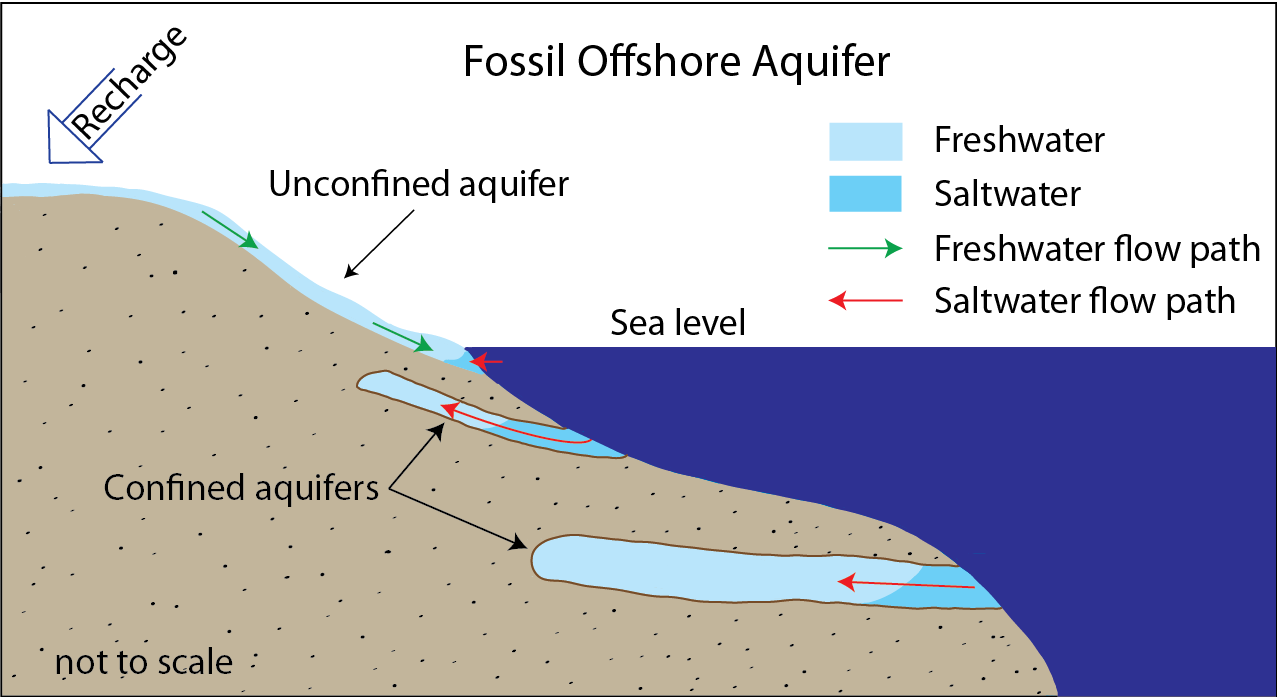 Fossil Offshore Aquifer
Recharge
Freshwater
Saltwater
Freshwater flow path
Saltwater flow path
Unconfined aquifer
Sea level
Confined aquifers
not to scale